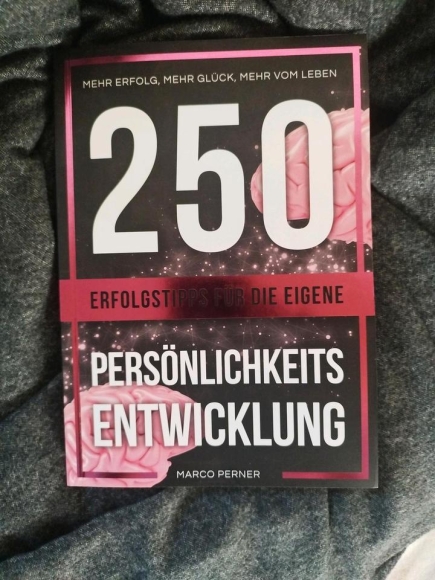 MEHR ERFOLG, MEHR GLÜCK, MEHR VOM LEBEN
250
ERFOLGSTIPPS FÜR DIE EIGENE
PERSÖNLICHKEITS
ENTWICKLUNG
MARCO PERNER